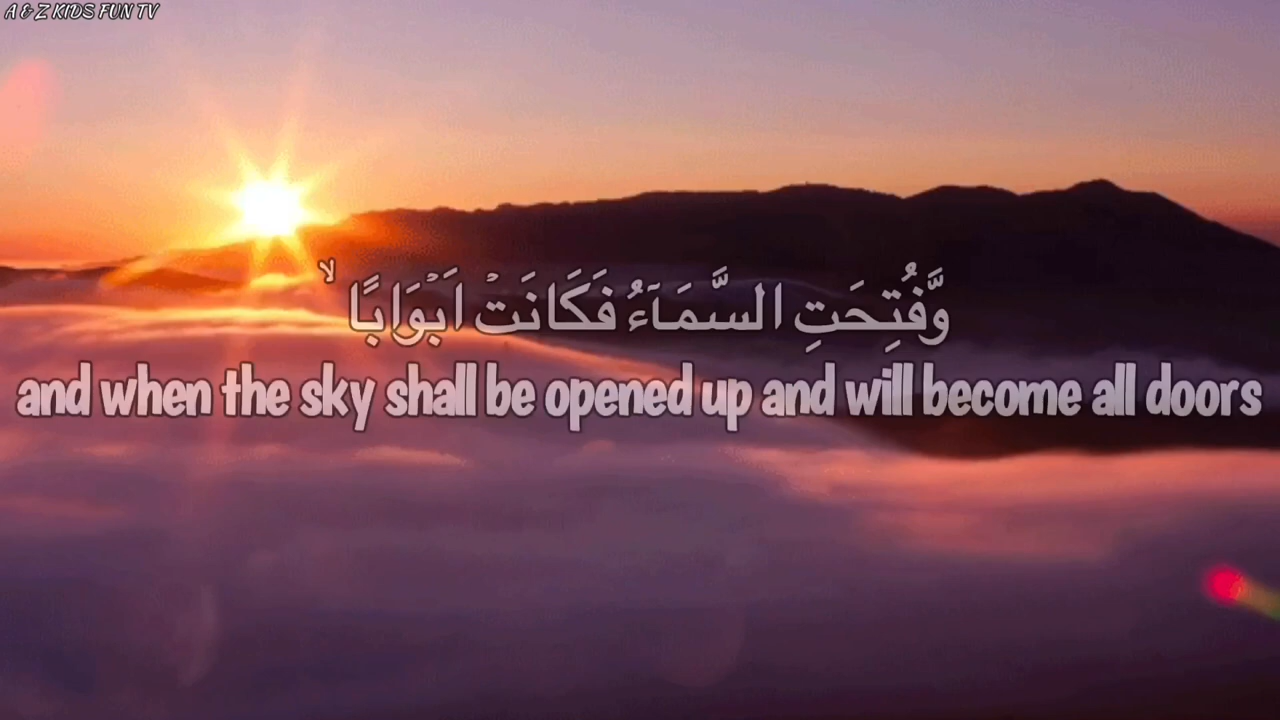 A & Z KIDS FUN TV
وَّفُتِحَتِ السَّمَآءُ فَكَانَتۡ اَبۡوَابًا ۙ
and when the sky shall be opened up and will become all doors